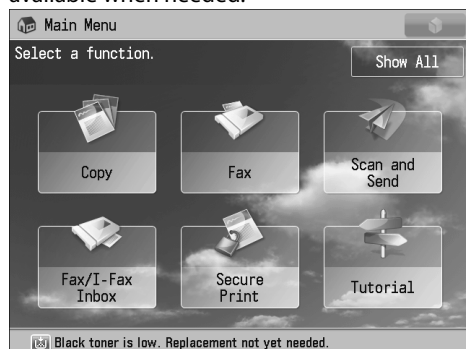 available when needed.
Main Menu
Select a function.
Show All
Copy
Fax
Scan and
Send
Fax/I-Fax
Inbox
Secure
Print
Tutorial
Black toner is low. Replacement not yet needed.